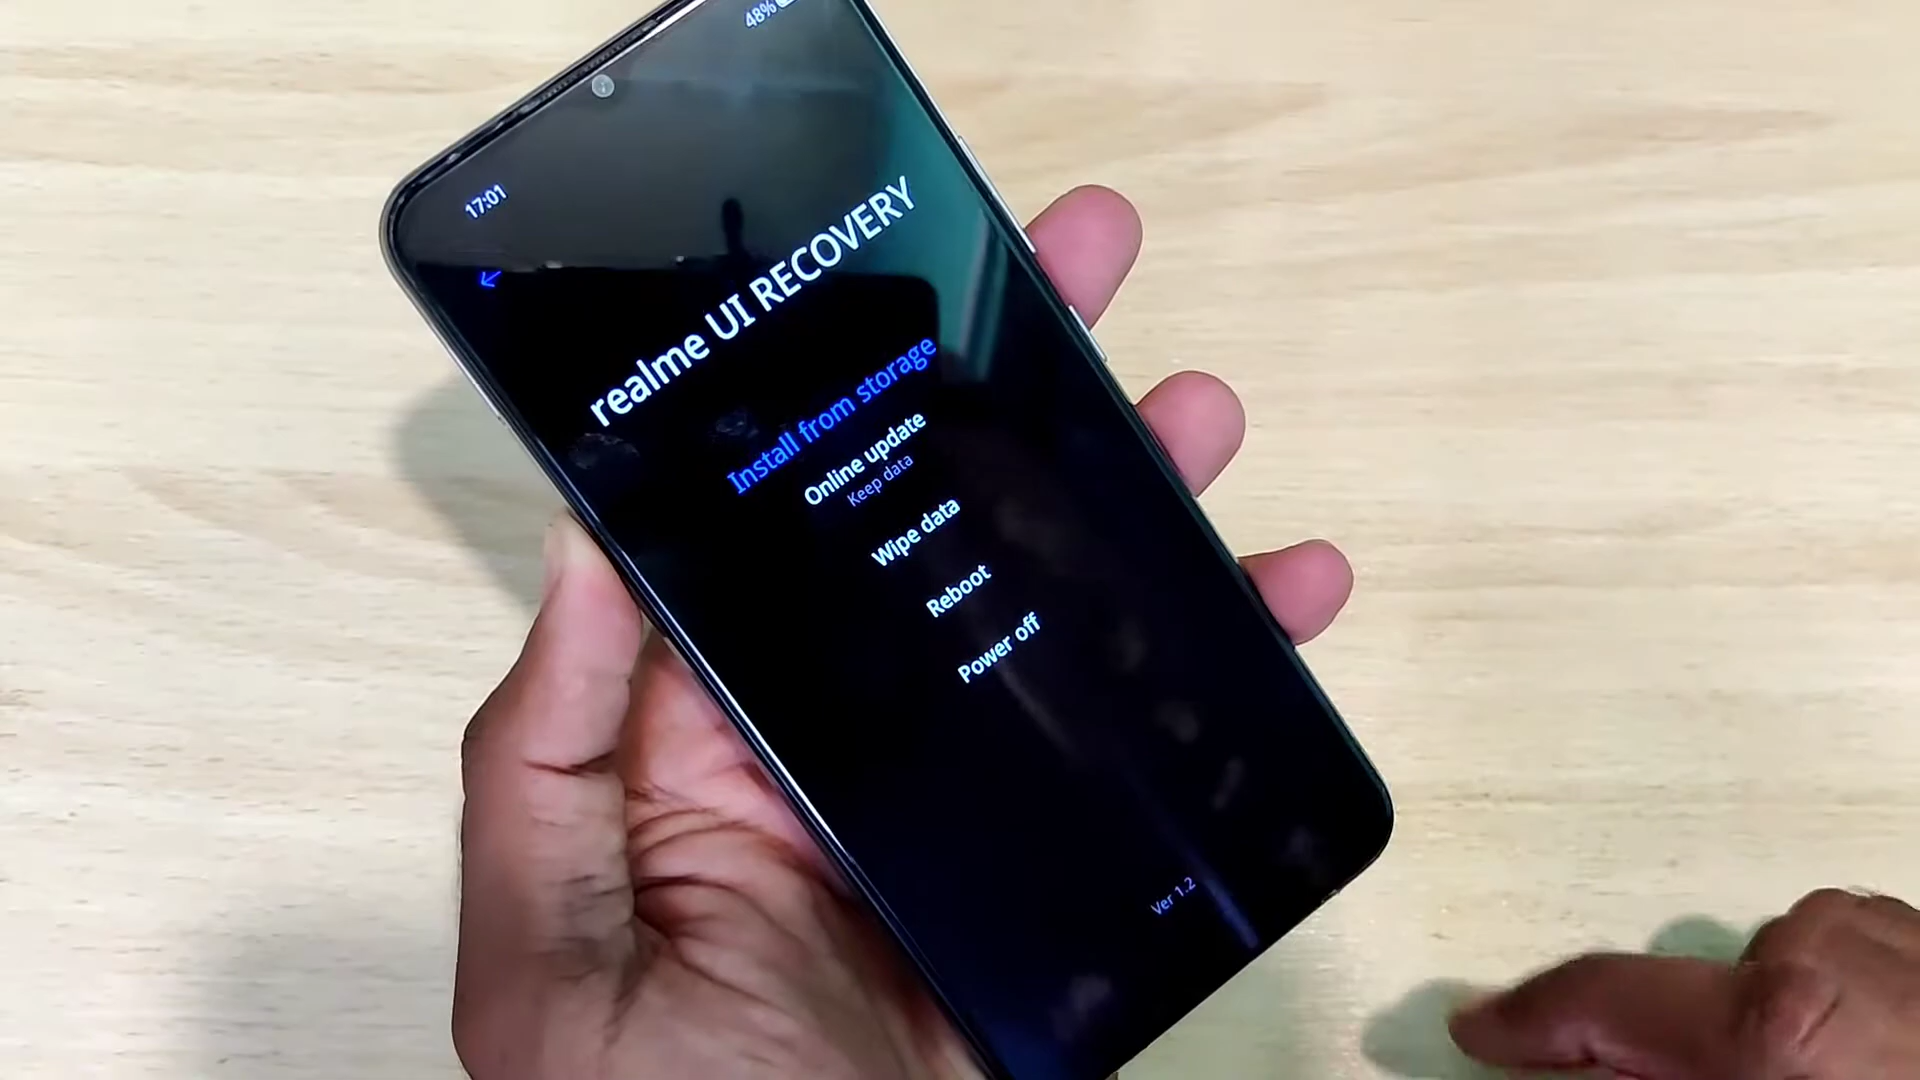 48%
17:01
realme UI RECOVERY
Install from storage
Online update
Keep data
Wipe data
Reboot
Power off
Ver 1.2